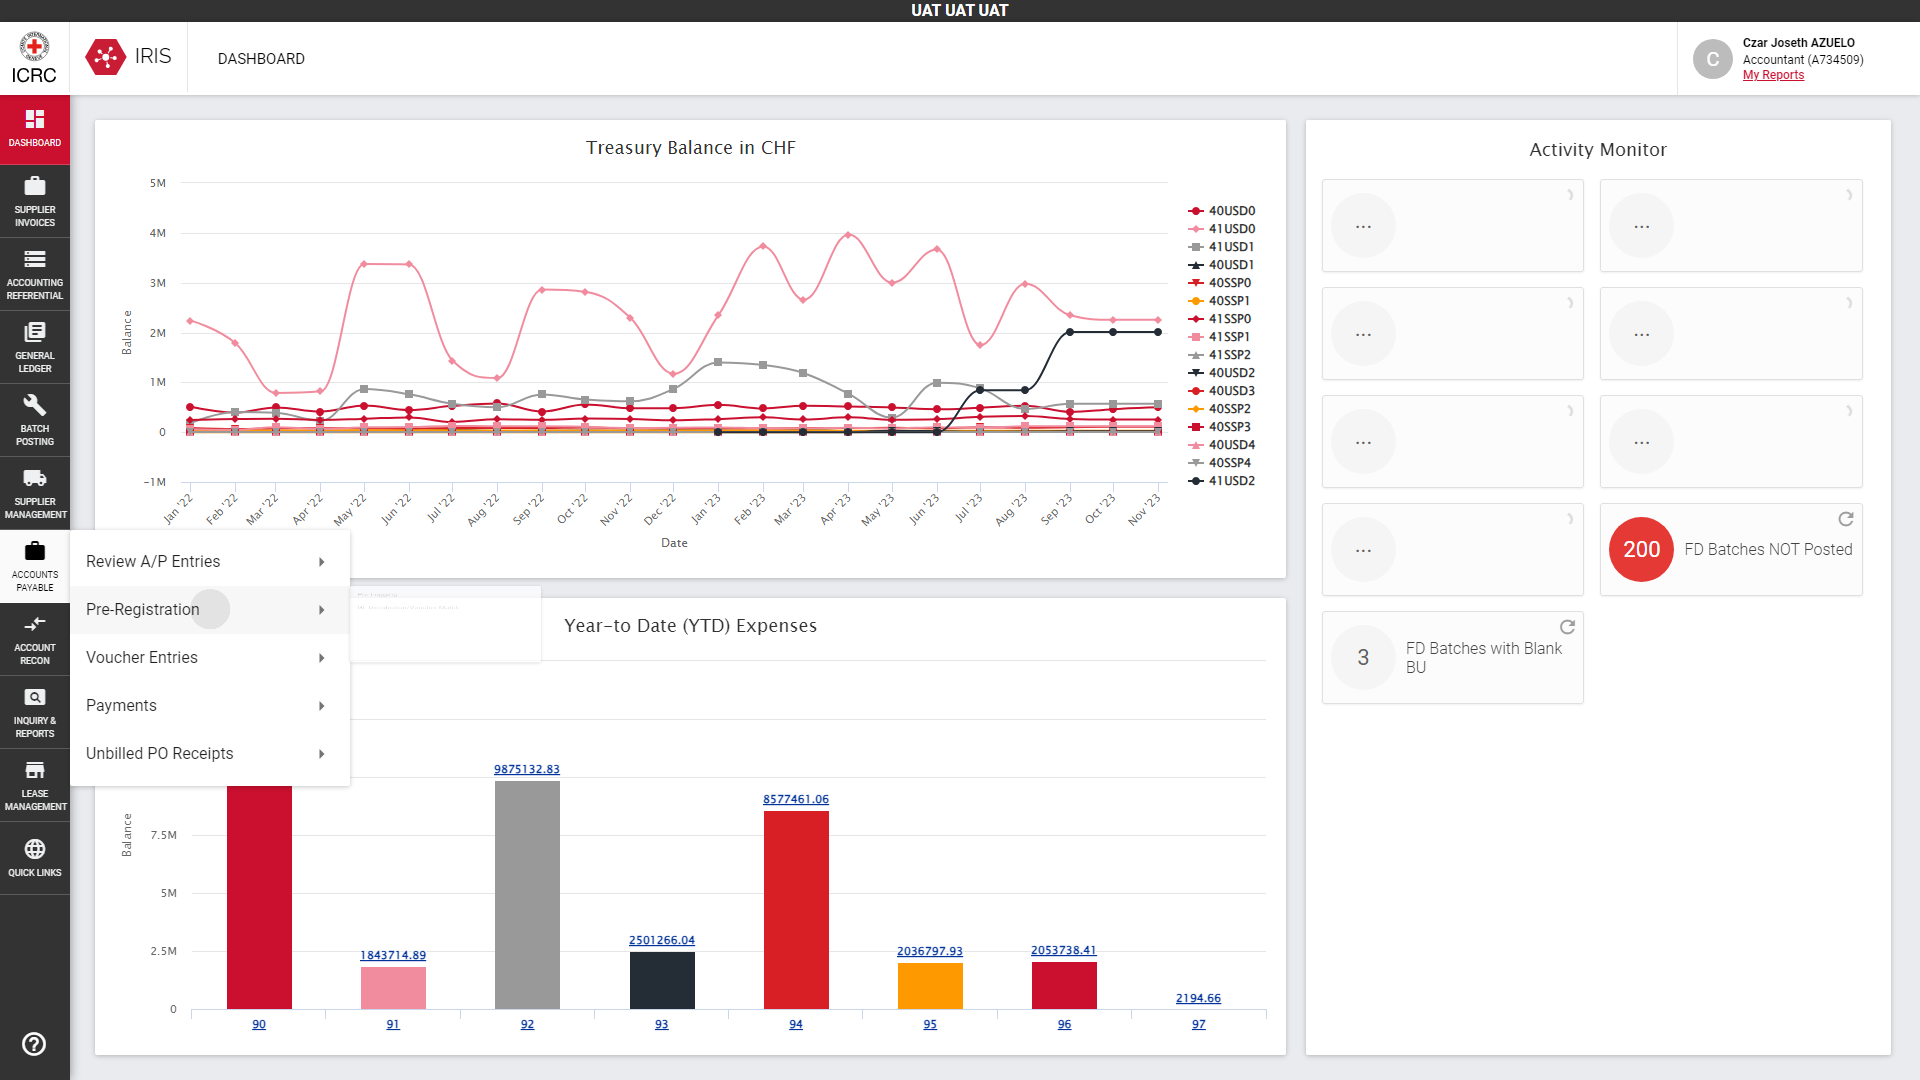 UAT UAT UAT
ICRC
IRIS
DASHBOARD
C
Czar Joseth AZUELO
Accountant (A734509)
My Reports
DASHBOARD
SUPPLIER
INVOICES
ACCOUNTING
REFERENTIAL
GENERAL
LEDGER
BATCH
POSTING
SUPPLIER
MANAGEMENT
ACCOUNTS
PAYABLE
ACCOUNT
RECON
INQUIRY &
REPORTS
LEASE
MANAGEMENT
QUICK LINKS
Review A/P Entries
Pre-Registration
Voucher Entries
Payments
Unbilled PO Receipts
Treasury Balance in CHF
5M
4M
3M
2M
1M
0
-1M
Balance
Jan '22
Feb '22
Mar '22
Apr '22
May '22
Jun '22
Jul '22
Aug '22
Sep '22
Oct '22
Nov '22
Dec '22
Jan '23
Feb '23
Mar '23
Apr '23
May '23
Jun '23
Jul '23
Aug '23
Sep '23
Oct '23
Nov '23
Date
40USD0
41USD0
41USD1
40USD1
40SSP0
40SSP1
41SSP0
41SSP1
41SSP2
40USD2
40USD3
40SSP2
40SSP3
40USD4
40SSP4
41USD2
Year-to Date (YTD) Expenses
Balance
7.5M
5M
2.5M
0
1843714.89
9875132.83
2501266.04
8577461.06
2036797.93
2053738.41
2194.66
90
91
92
93
94
95
96
97
Activity Monitor
...
...
...
...
...
...
...
200
FD Batches NOT Posted
3
FD Batches with Blank
BU